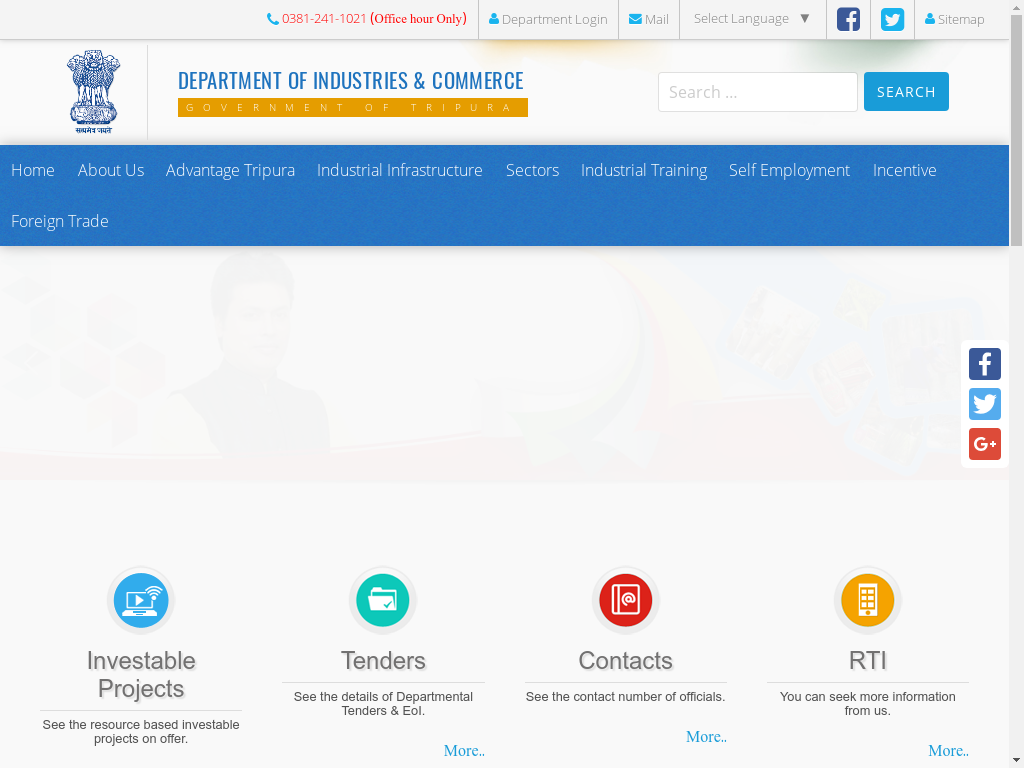 0381-241-1021 (Office hour Only)
Department Login
Mail
Select Language ▼
Sitemap
सत्यमेव जयते
DEPARTMENT OF INDUSTRIES & COMMERCE
GOVERNMENT OF TRIPURA
Search ...
SEARCH
Home About Us Advantage Tripura Industrial Infrastructure Sectors Industrial Training Self Employment Incentive
Foreign Trade
Investable
Projects
See the resource based investable
projects on offer.
Tenders
See the details of Departmental
Tenders & EoI.
More..
Contacts
See the contact number of officials.
More..
RTI
You can seek more information
from us.
More..